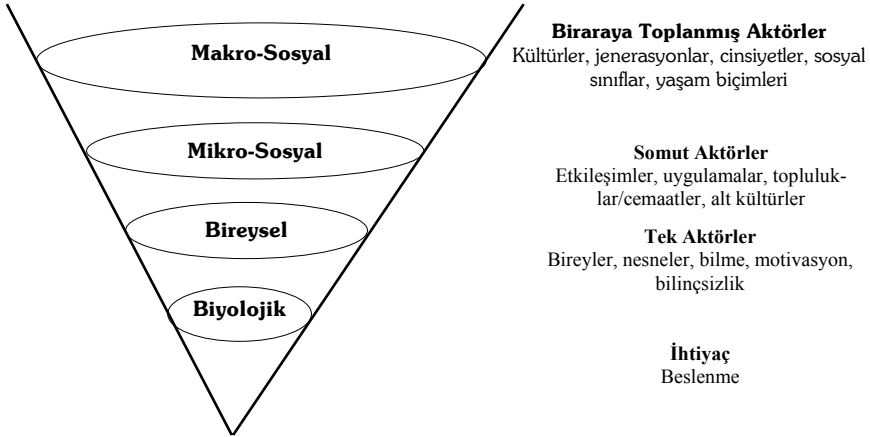 Makro-Sosyal
Biraraya Toplanmış Aktörler
Kültürler, jenerasyonlar, cinsiyetler, sosyal
sınıflar, yaşam biçimleri
Mikro-Sosyal
Somut Aktörler
Etkileşimler, uygulamalar, topluluk-
lar/cemaatler, alt kültürler
Bireysel
Tek Aktörler
Bireyler, nesneler, bilme, motivasyon,
bilinçsizlik
Biyolojik
İhtiyaç
Beslenme